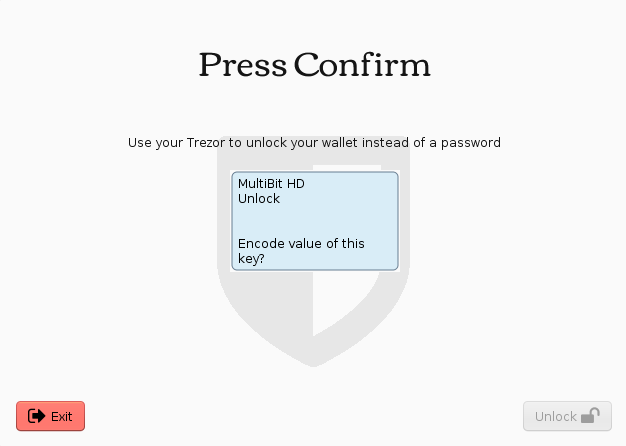 Press Confirm
Use your Trezor to unlock your wallet instead of a password
MultiBit HD
Unlock
Encode value of this
key?
Exit
Unlock